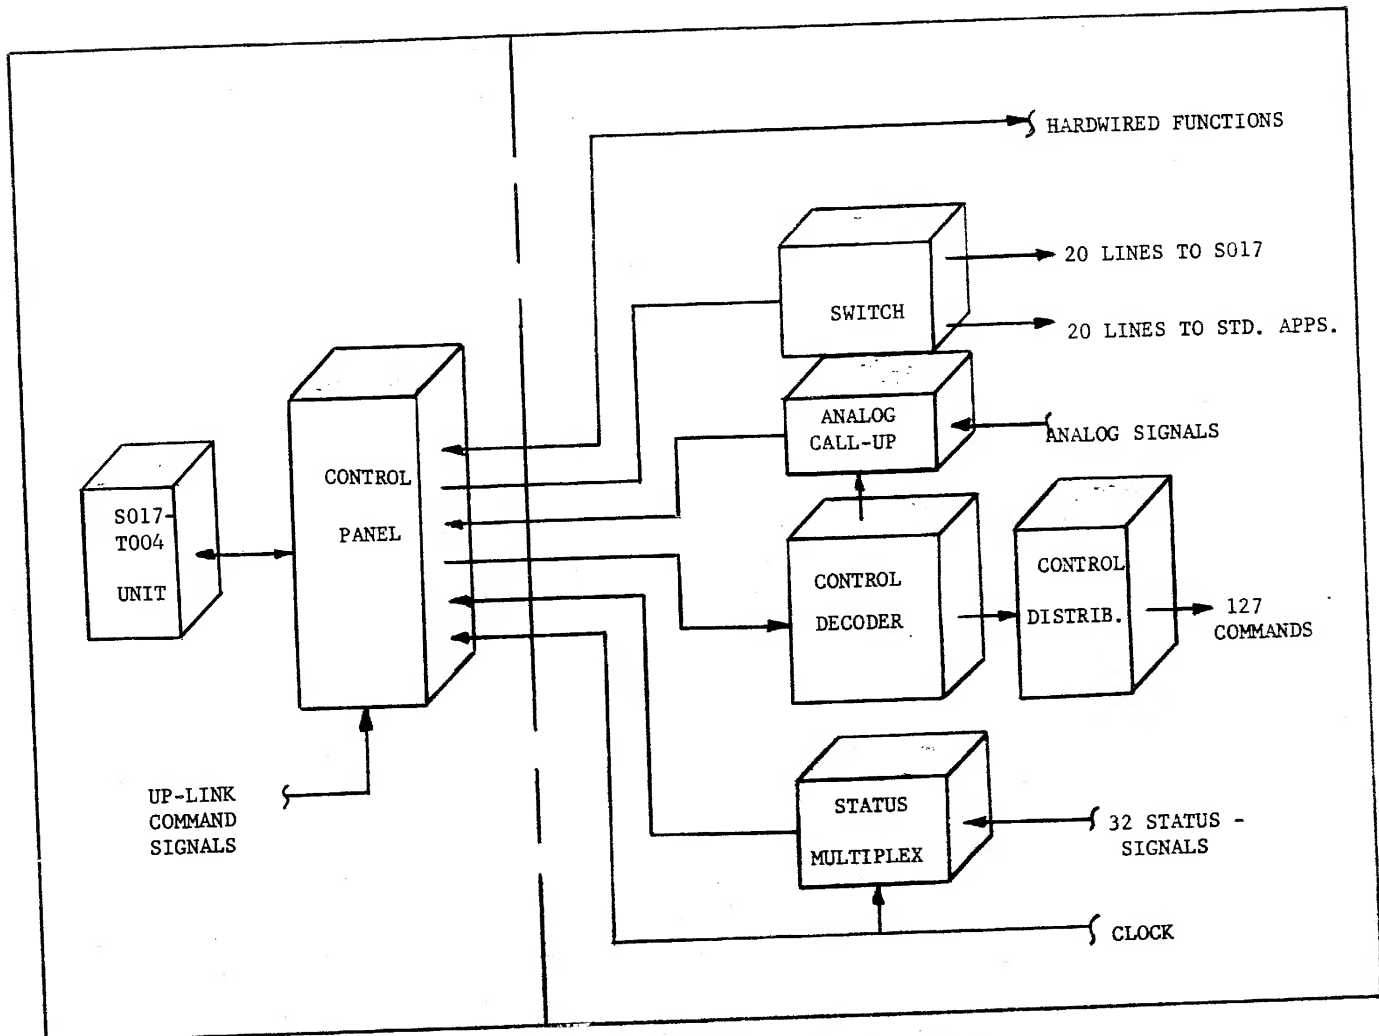 HARDWIRED FUNCTIONS
20 LINES TO S017
SWITCH
20 LINES TO STD. APPS.
ANALOG
CALL-UP
ANALOG SIGNALS
CONTROL
PANEL
S017-
T004
UNIT
CONTROL
DECODER
CONTROL
DISTRIB.
127
COMMANDS
UP-LINK
COMMAND
SIGNALS
STATUS
MULTIPLEX
32 STATUS -
SIGNALS
CLOCK